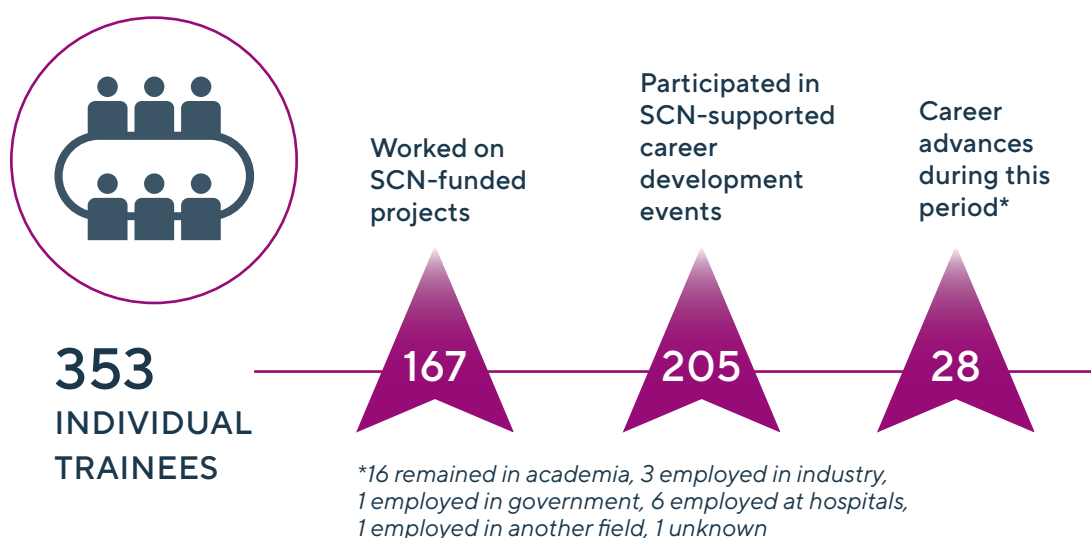 353
INDIVIDUAL
TRAINEES
Worked on
SCN-funded
projects
167
Participated in
SCN-supported
career
development
events
205
Career
advances
during this
period*
28
*16 remained in academia, 3 employed in industry,
1 employed in government, 6 employed at hospitals,
1 employed in another field, 1 unknown